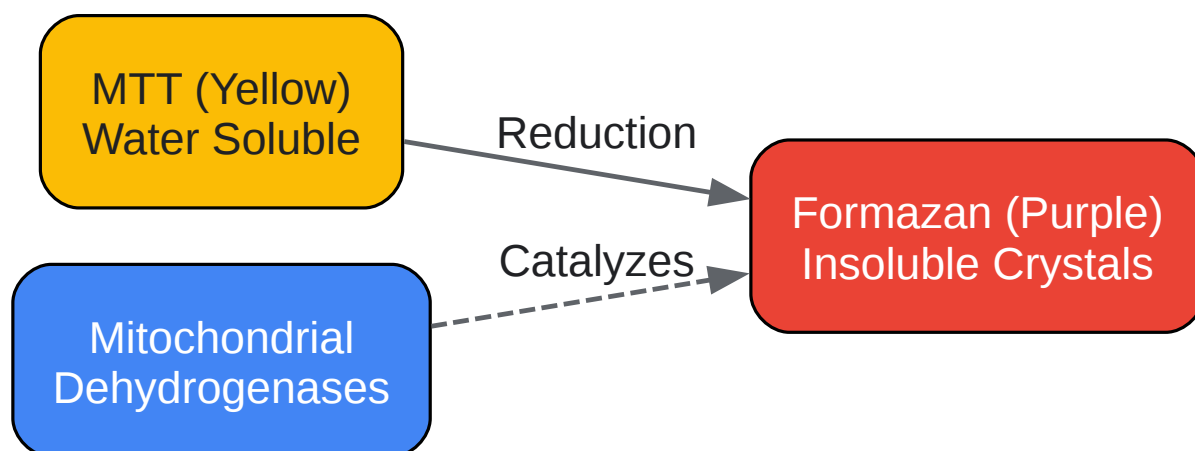 MTT (Yellow)
Water Soluble
Reduction
Formazan (Purple)
Insoluble Crystals
Catalyzes
Mitochondrial
Dehydrogenases